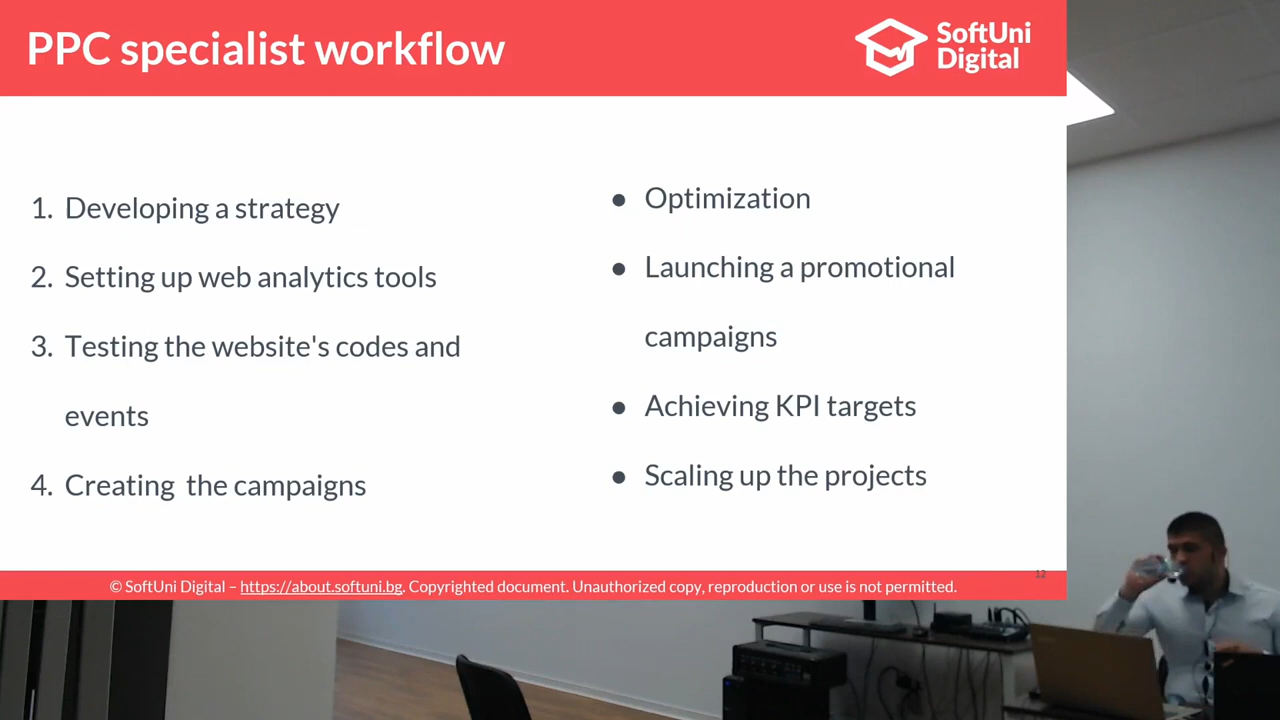 PPC specialist workflow
SoftUni
Digital
1. Developing a strategy
2. Setting up web analytics tools
3. Testing the website's codes and
events
4. Creating  the campaigns
● Optimization
● Launching a promotional
campaigns
● Achieving KPI targets
● Scaling up the projects
12
© SoftUni Digital – https://about.softuni.bg. Copyrighted document. Unauthorized copy, reproduction or use is not permitted.